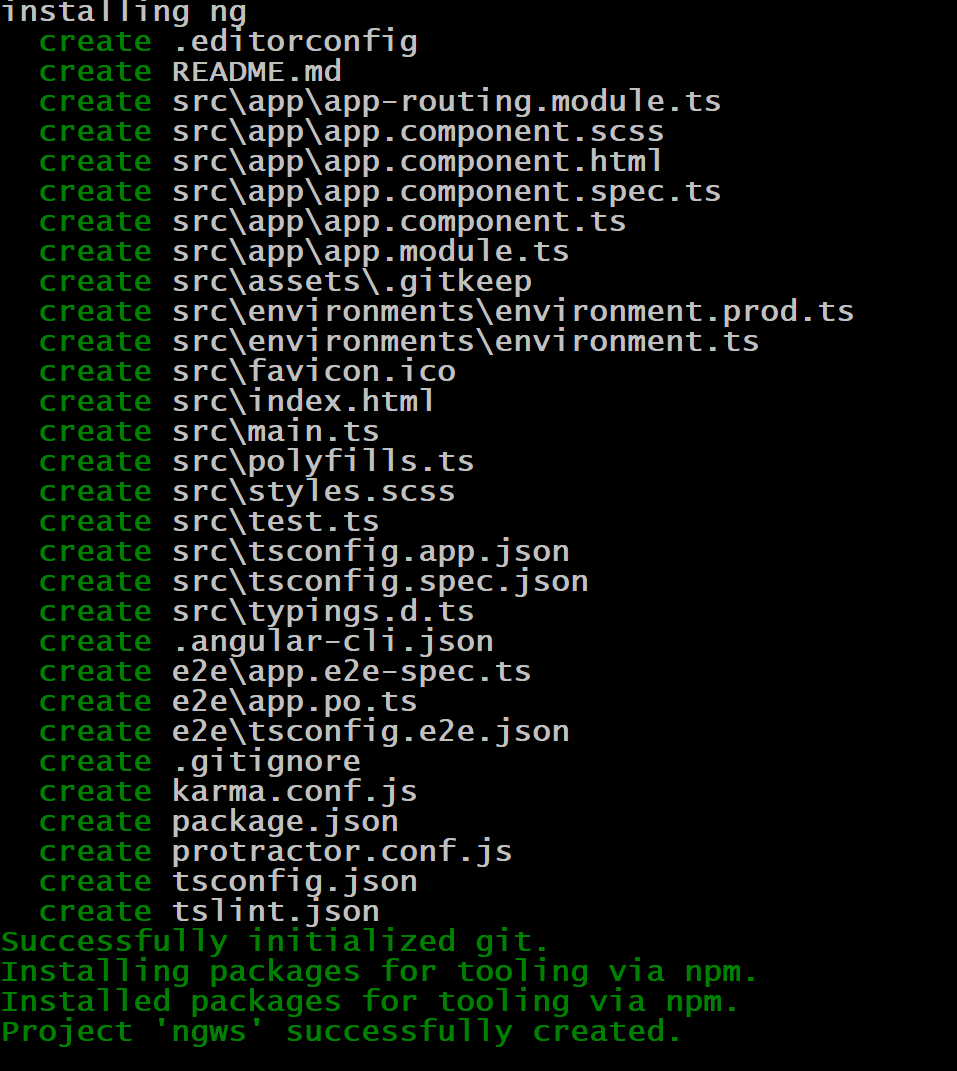 installing ng
create .editorconfig
create README.md
create src\app\app-routing.module.ts
create src\app\app.component.scss
create src\app\app.component.html
create src\app\app.component.spec.ts
create src\app\app.component.ts
create src\app\app.module.ts
create src\assets\.gitkeep
create src\environments\environment.prod.ts
create src\environments\environment.ts
create src\favicon.ico
create src\index.html
create src\main.ts
create src\polyfills.ts
create src\styles.scss
create src\test.ts
create src\tsconfig.app.json
create src\tsconfig.spec.json
create src\typings.d.ts
create .angular-cli.json
create e2e\app.e2e-spec.ts
create e2e\app.po.ts
create e2e\tsconfig.e2e.json
create .gitignore
create karma.conf.js
create package.json
create protractor.conf.js
create tsconfig.json
create tslint.json
Successfully initialized git.
Installing packages for tooling via npm.
Installed packages for tooling via npm.
Project 'ngws' successfully created.